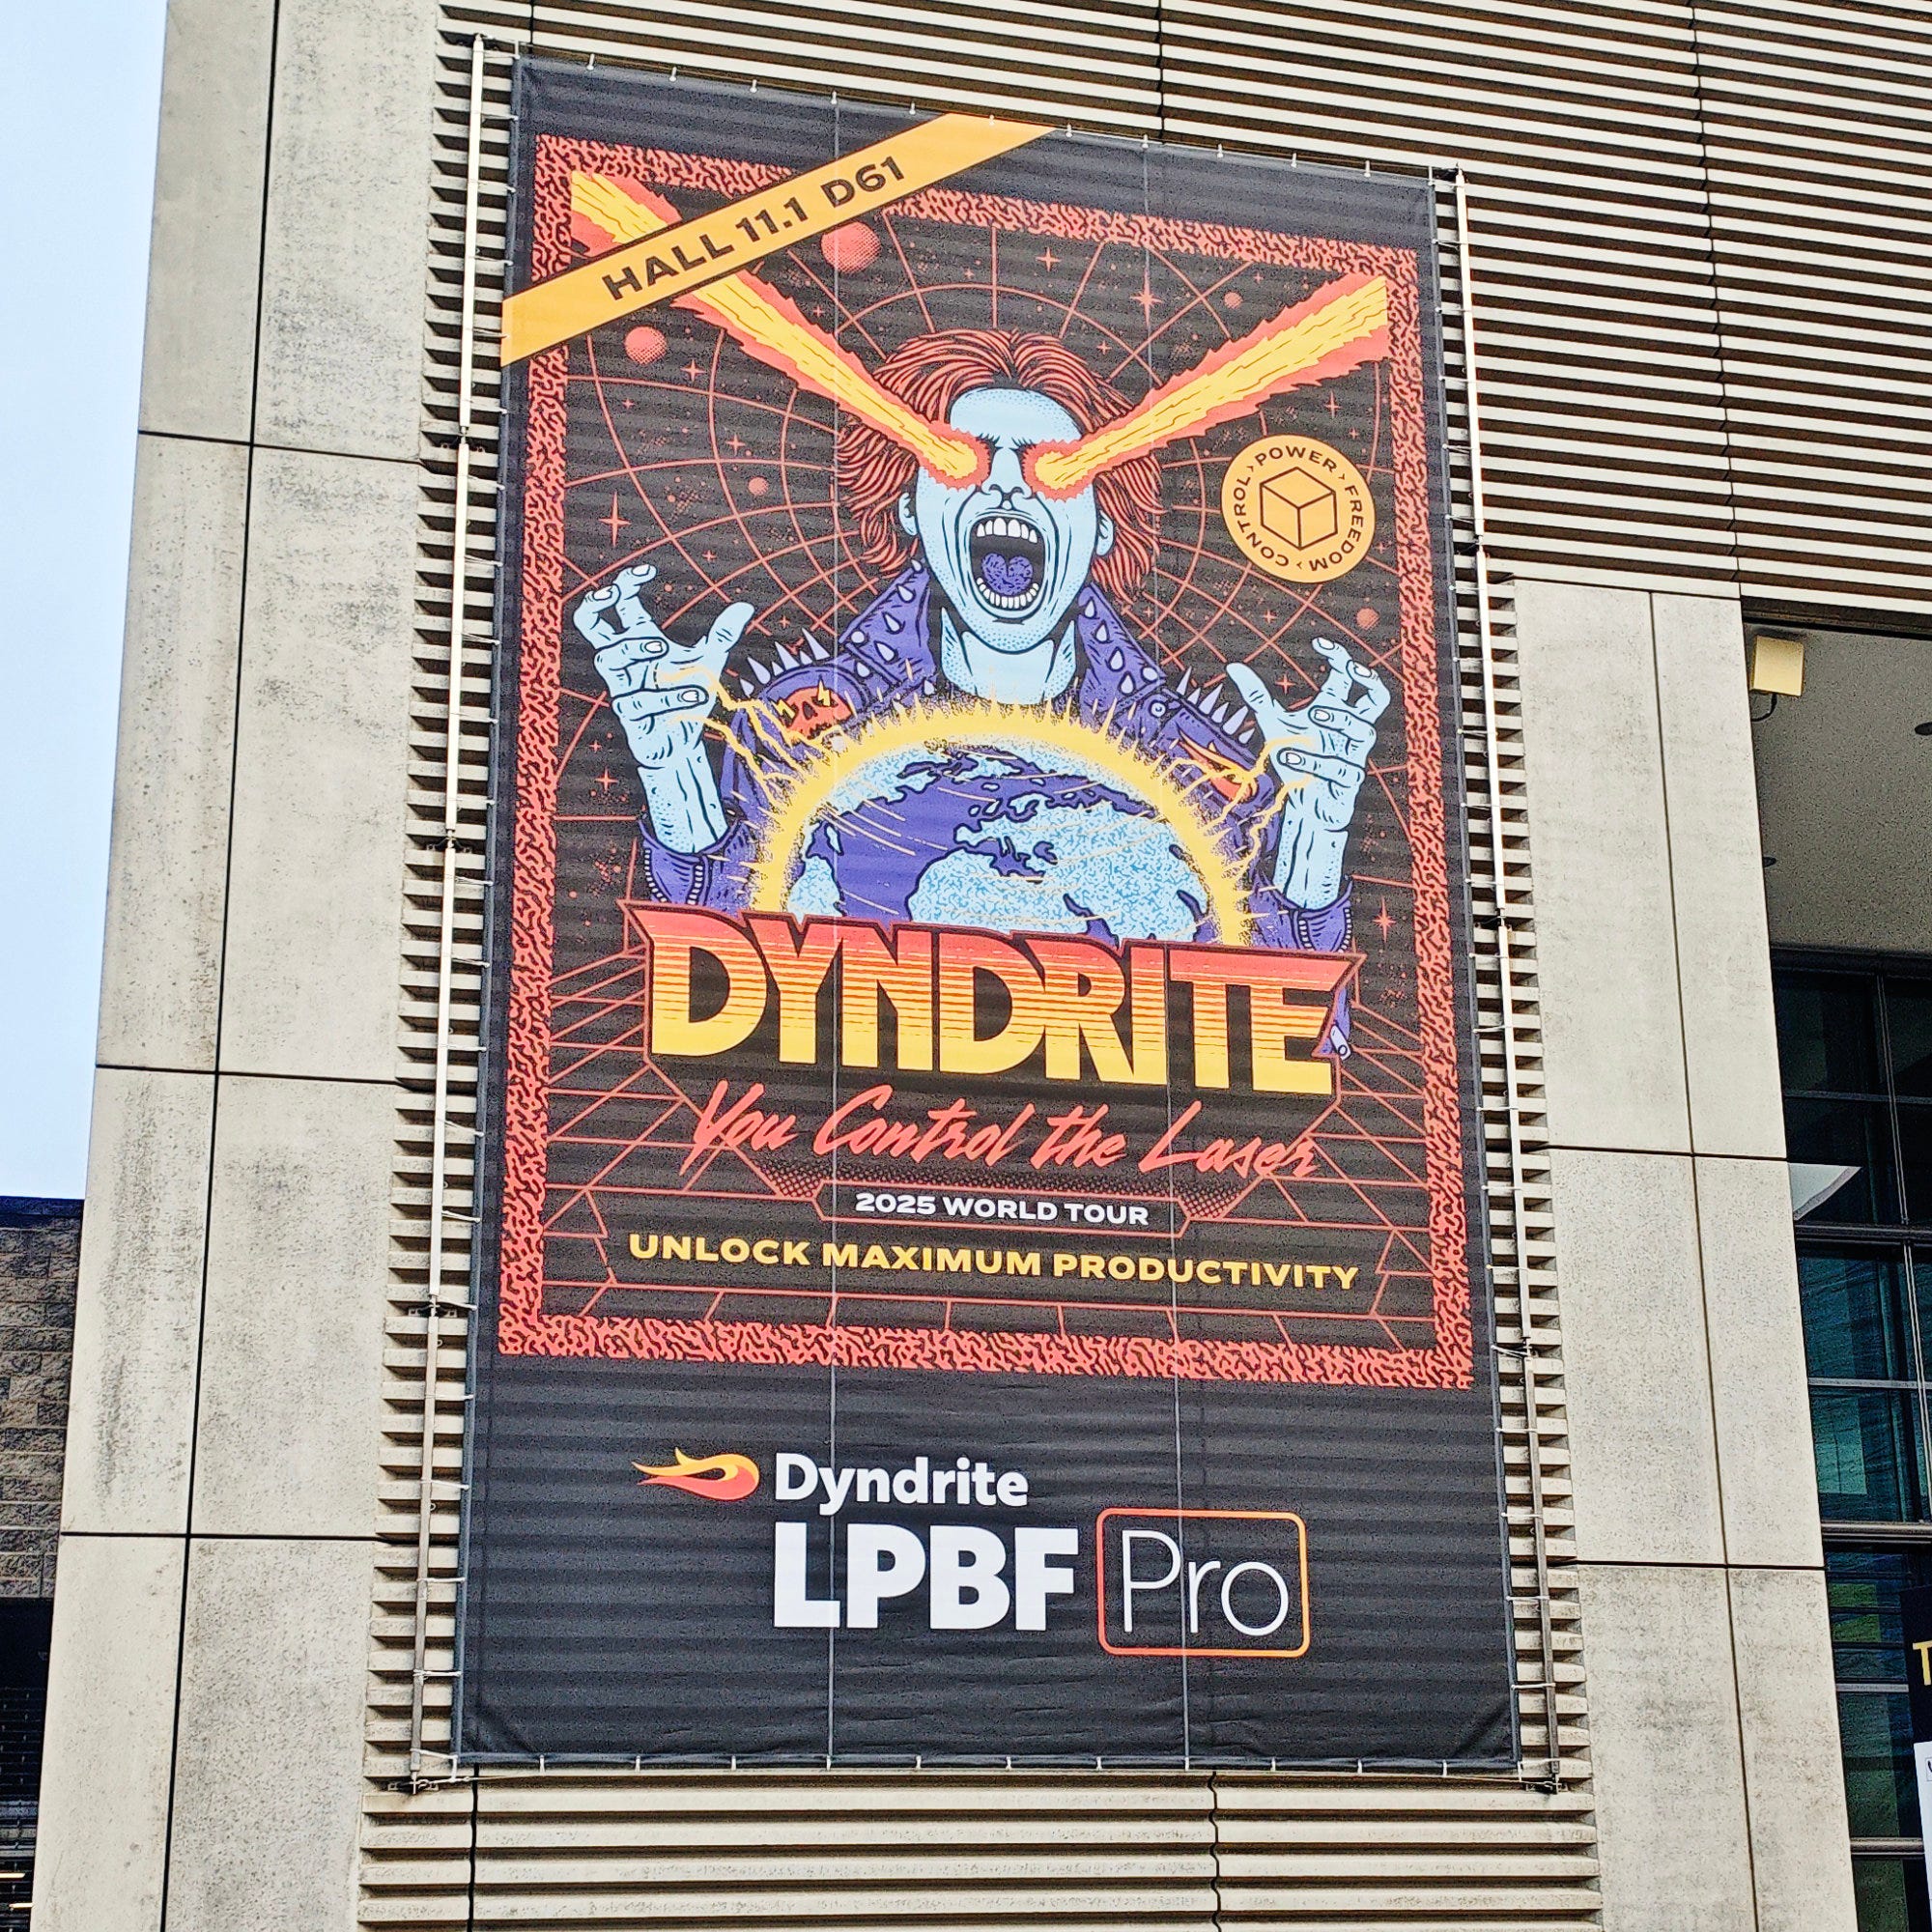 HALL 11.1 D61
CONTROL › POWER › FREEDOM ›
DYNDRITE
You Control the Laser
2025 WORLD TOUR
UNLOCK MAXIMUM PRODUCTIVITY
Dyndrite
LPBF Pro